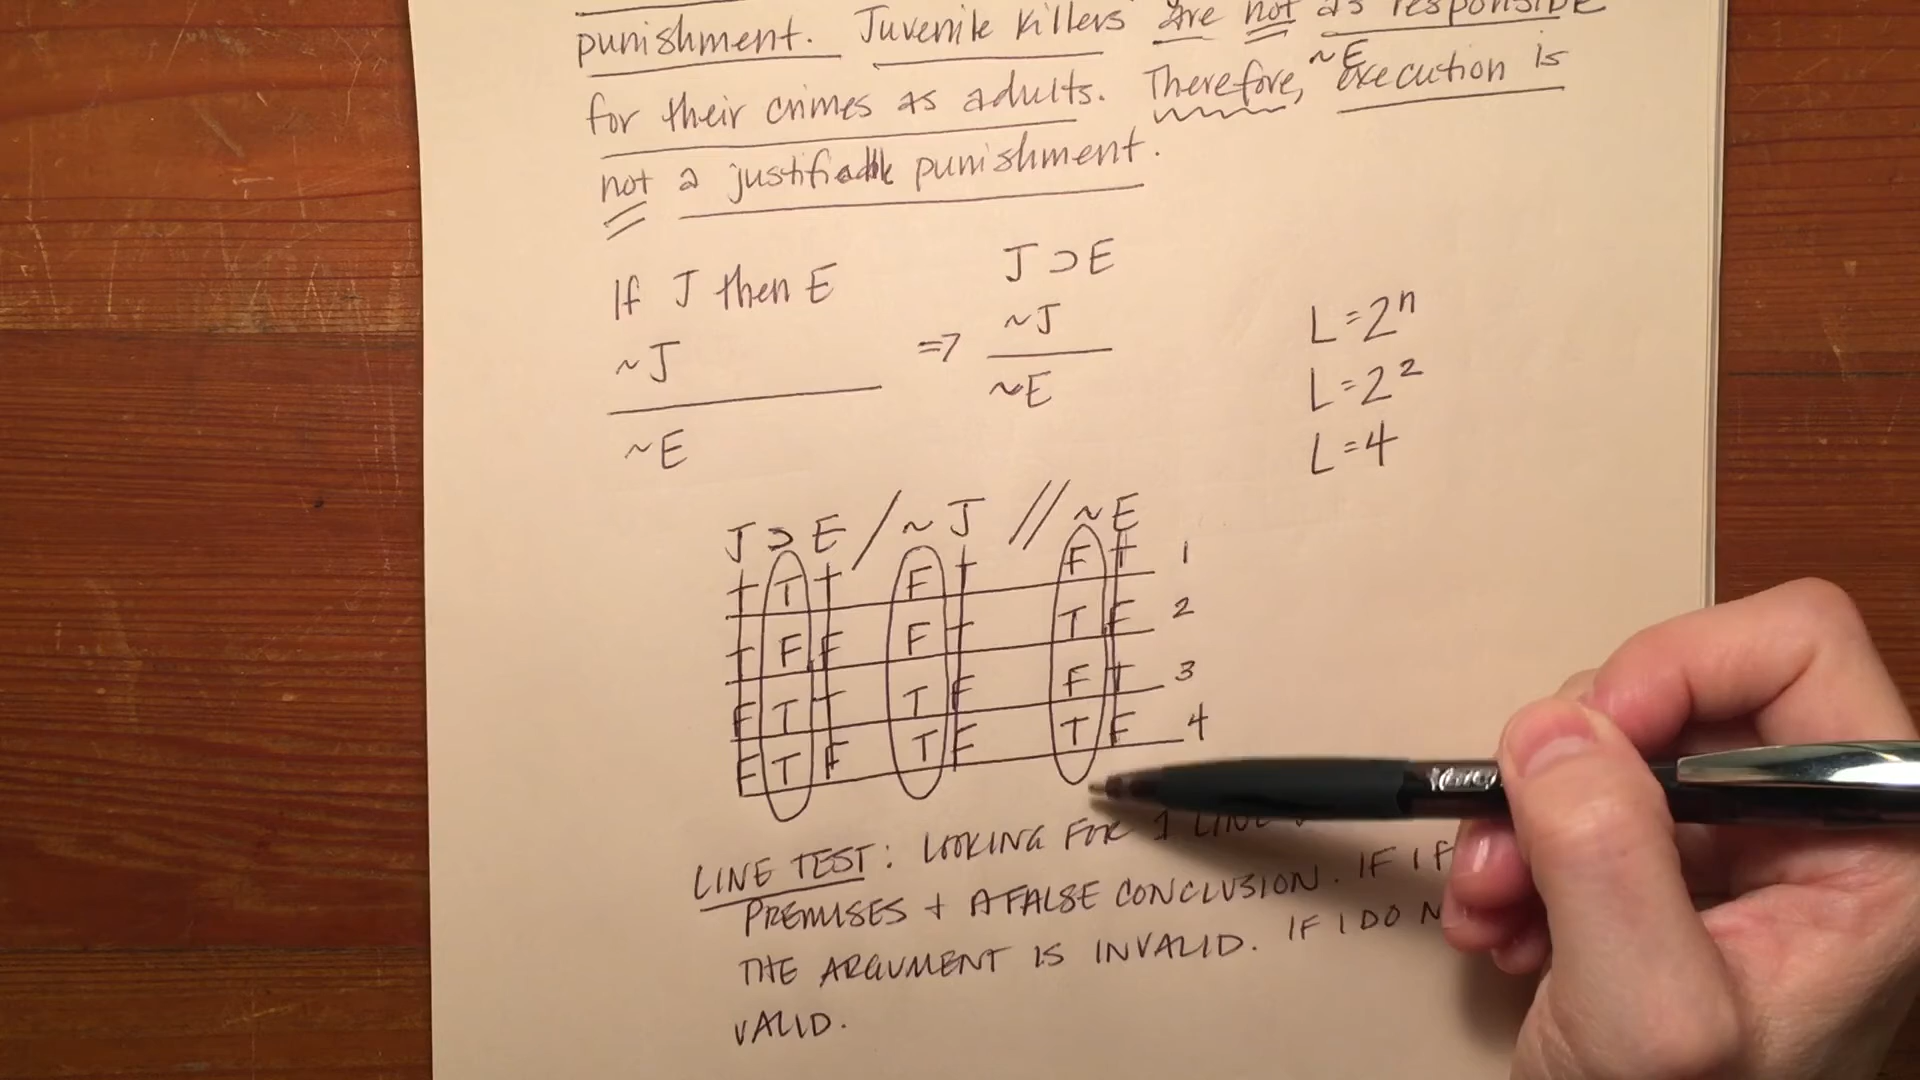 punishment. Juvenile killers are not as responsible
~E
for their crimes as adults. Therefore, execution is
not a justifiable punishment.
If J then E
~J
~E
=>
J ⊃ E
~J
~E
L=2ⁿ
L=2²
L=4
J ⊃ E / ~ J // ~ E
T T T F T F T 1
T F F F T T F 2
F T T T F F T 3
F T F T F T F 4
LINE TEST: LOOKING FOR 1 LINE
PREMISES + A FALSE CONCLUSION. IF I
THE ARGUMENT IS INVALID. IF I DO
VALID.